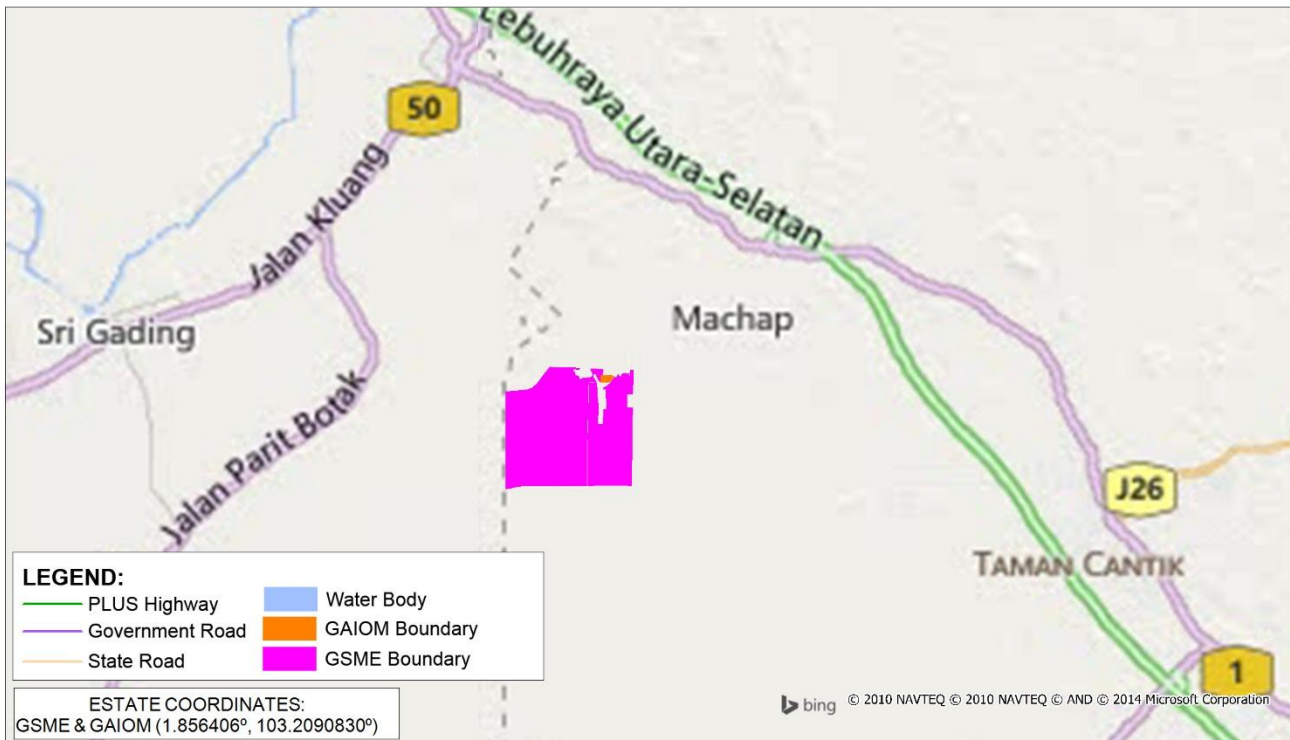 Lebuhraya Utara-Selatan
50
Jalan Kluang
Machap
Sri Gading
Jalan Parit Botak
J26
TAMAN CANTIK
1
LEGEND:
PLUS Highway
Government Road
State Road
Water Body
GAIOM Boundary
GSME Boundary
ESTATE COORDINATES:
GSME & GAIOM (1.856406º, 103.2090830º)
bing © 2010 NAVTEQ © 2010 NAVTEQ © AND © 2014 Microsoft Corporation